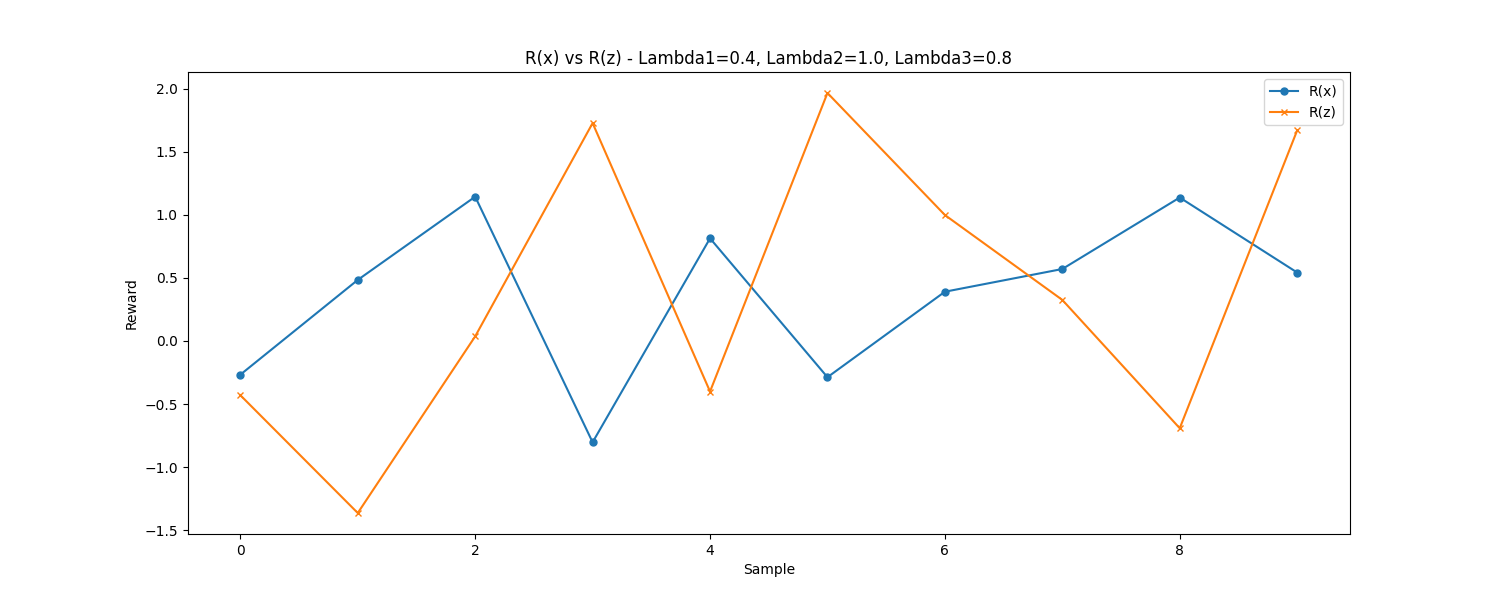 R(x) vs R(z) - Lambda1=0.4, Lambda2=1.0, Lambda3=0.8
R(x)
R(z)
2.0
1.5
1.0
0.5
0.0
−0.5
−1.0
−1.5
Reward
0 2 4 6 8
Sample